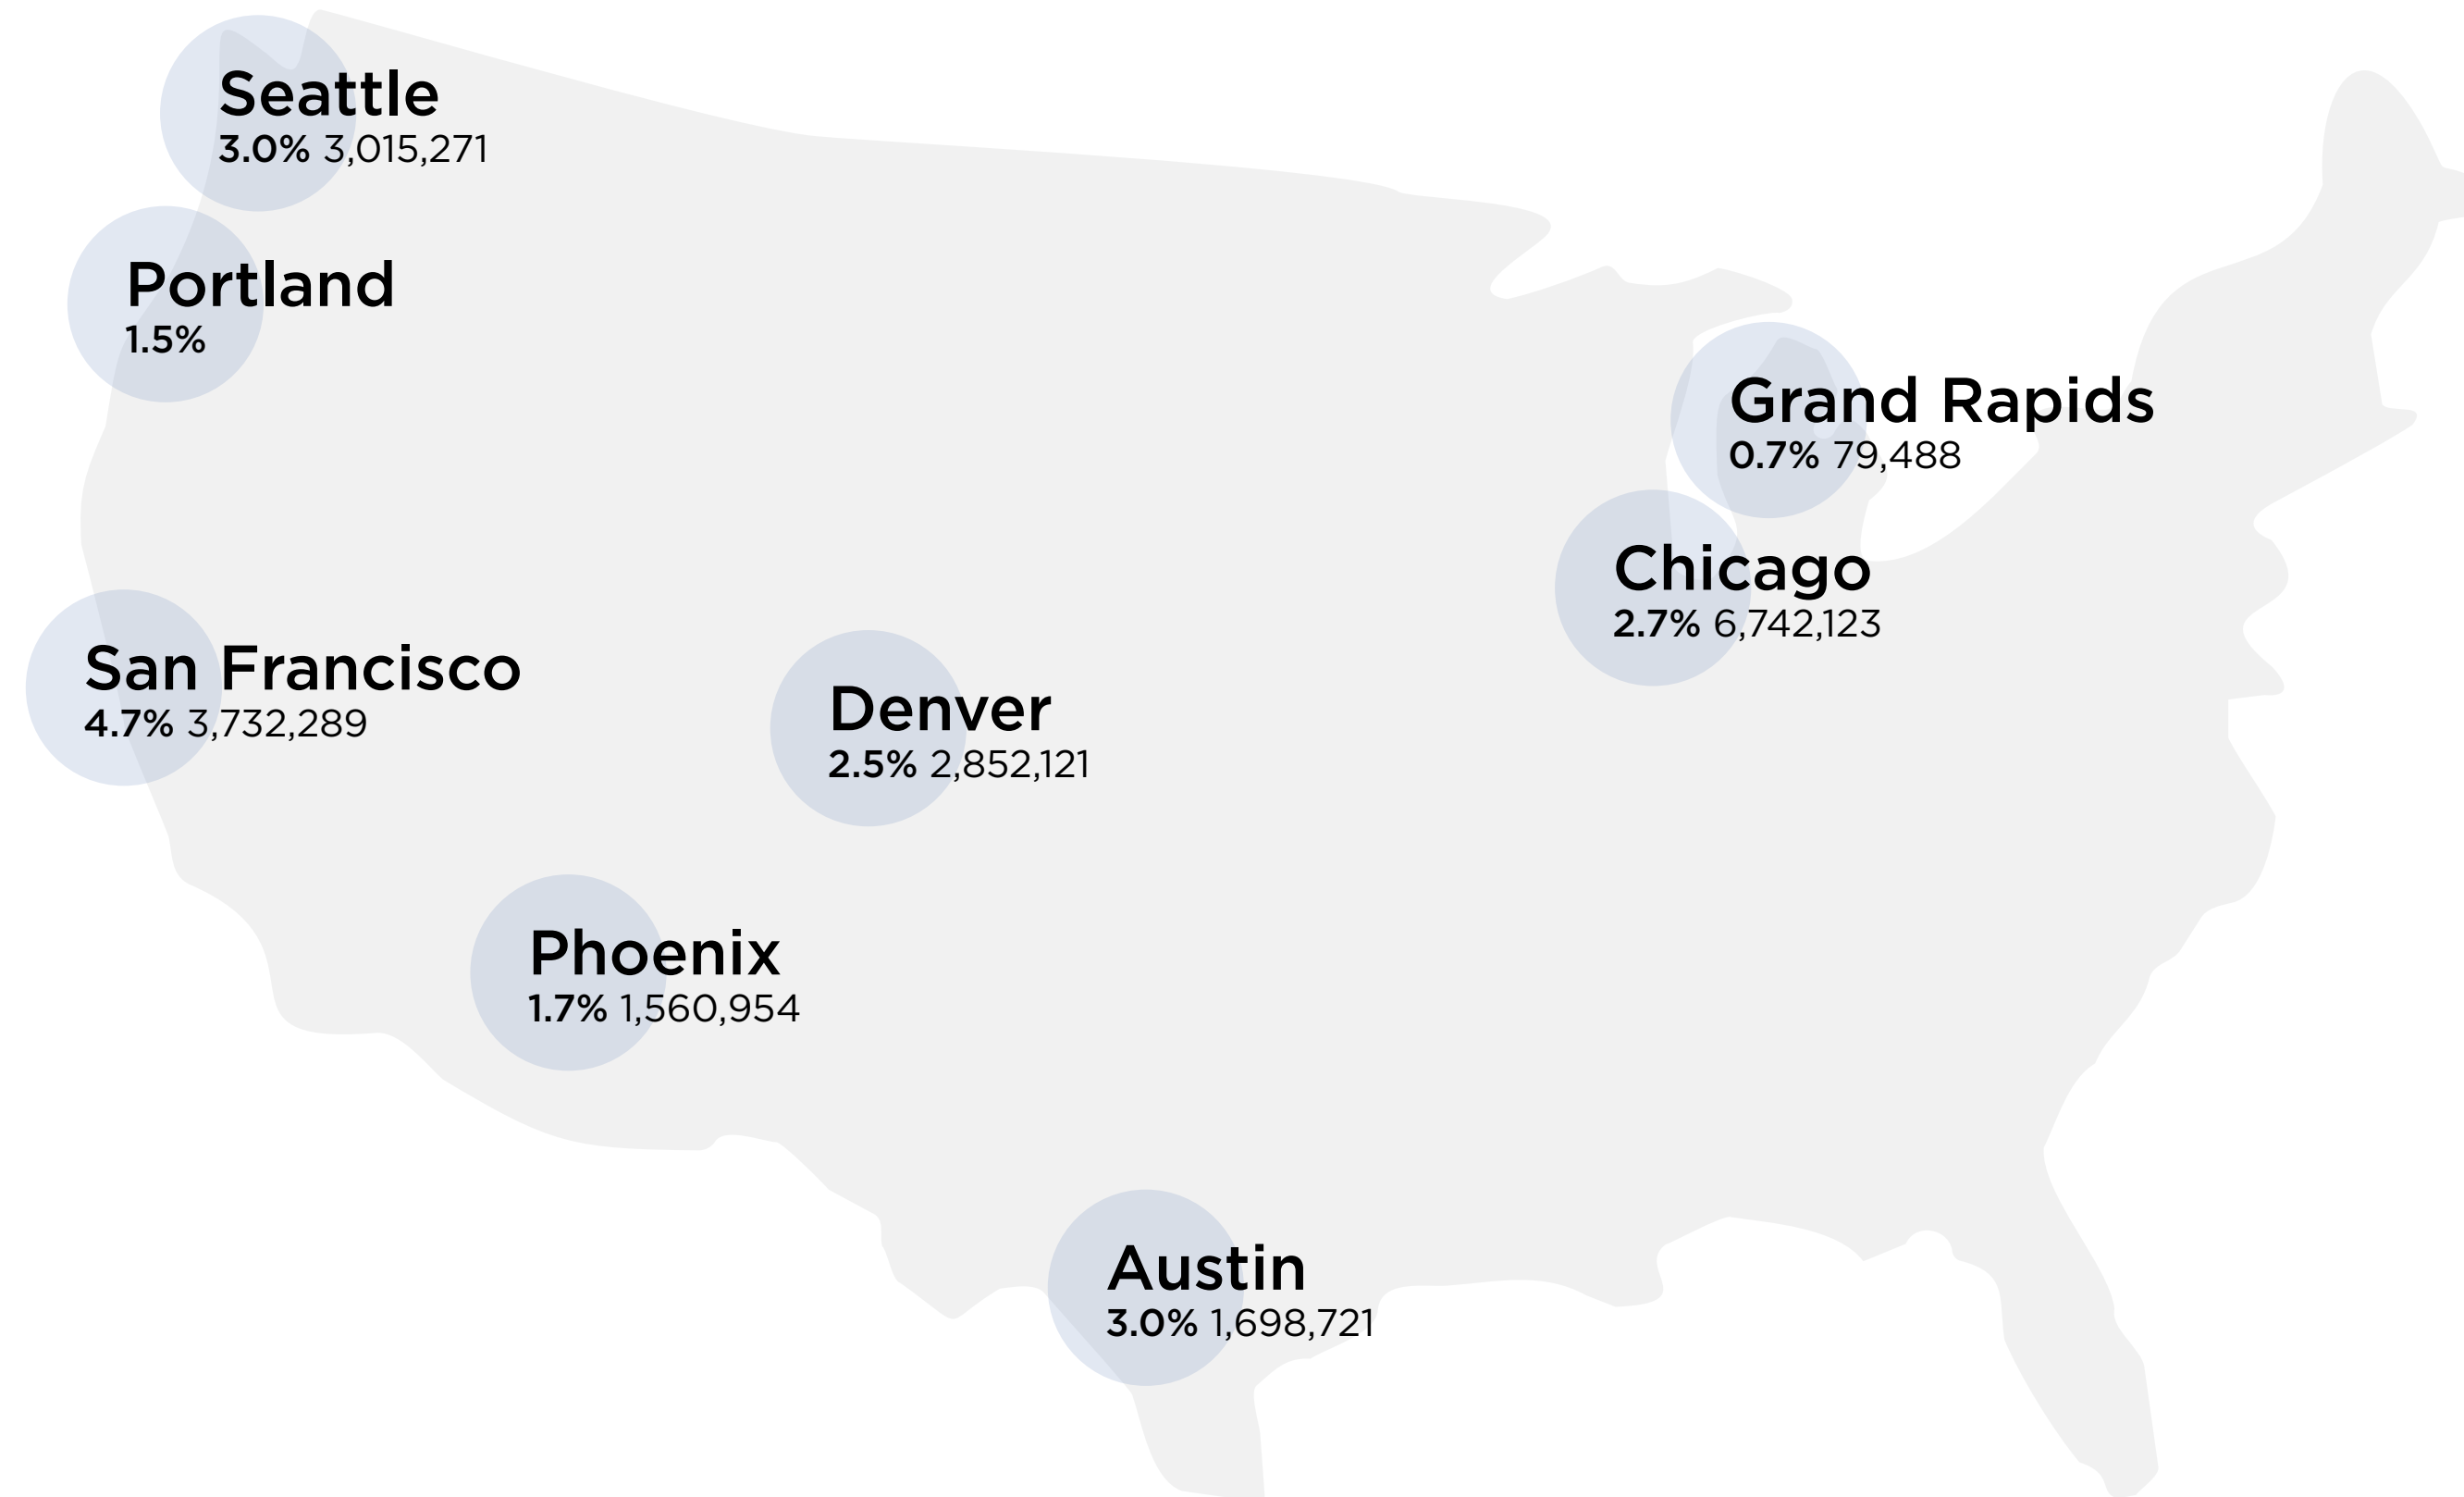 Seattle
3.0% 3,015,271
Portland
1.5%
Grand Rapids
0.7% 79,488
Chicago
2.7% 6,742,123
San Francisco
4.7% 3,732,289
Denver
2.5% 2,852,121
Phoenix
1.7% 1,560,954
Austin
3.0% 1,698,721